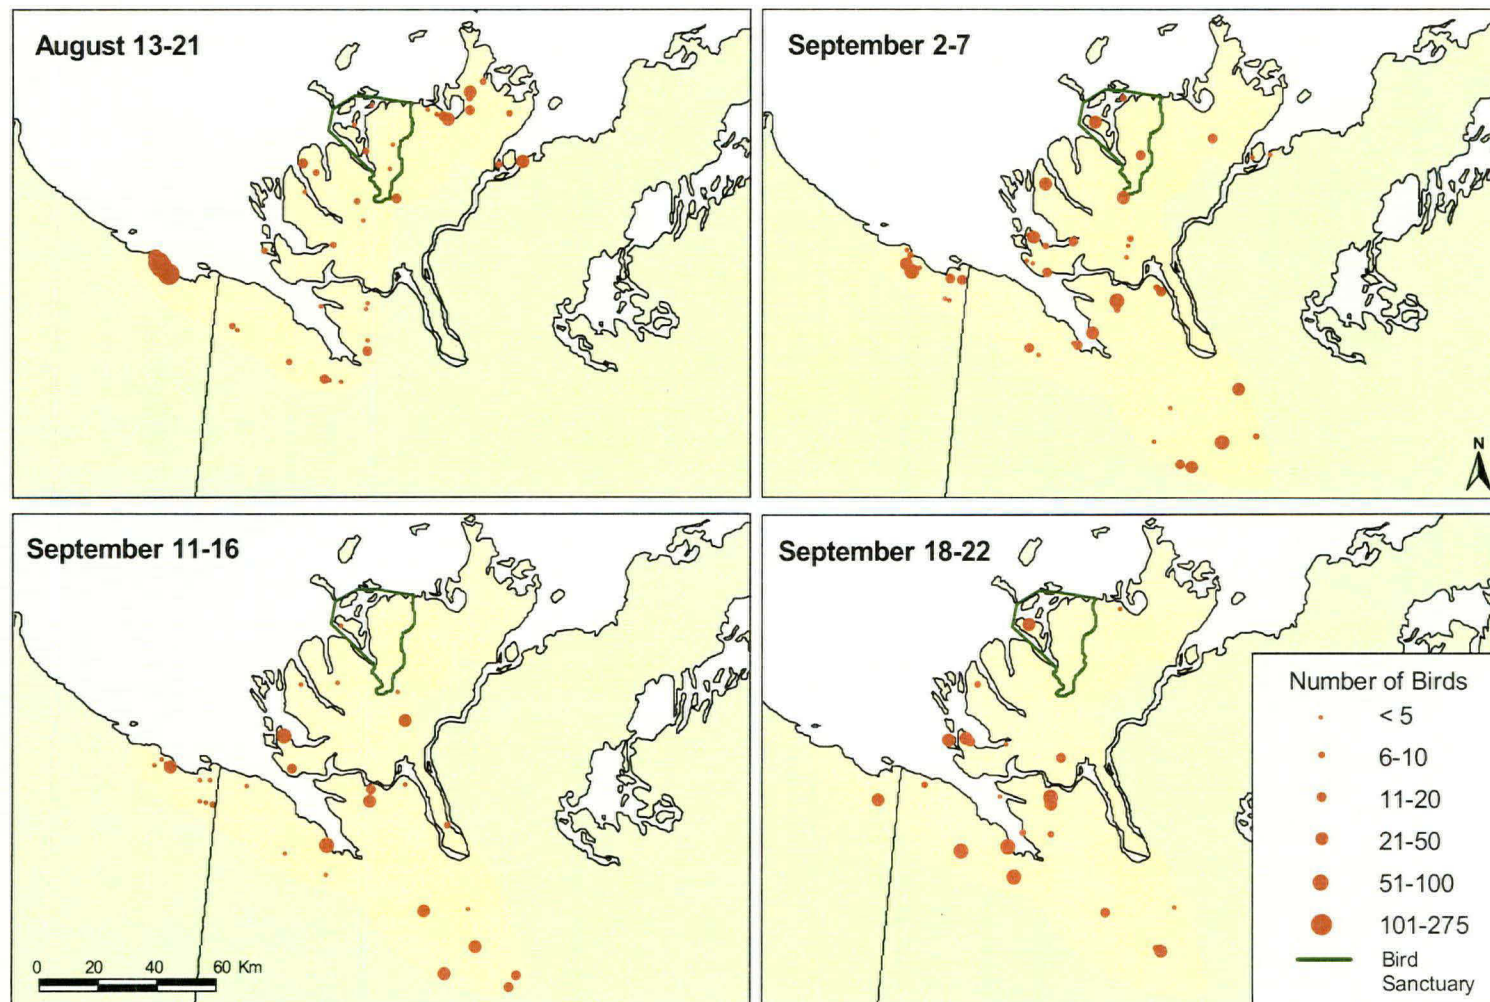 August 13-21
September 2-7
N
September 11-16
September 18-22
Number of Birds
< 5
6-10
11-20
21-50
51-100
101-275
Bird
Sanctuary
0 20 40 60 Km